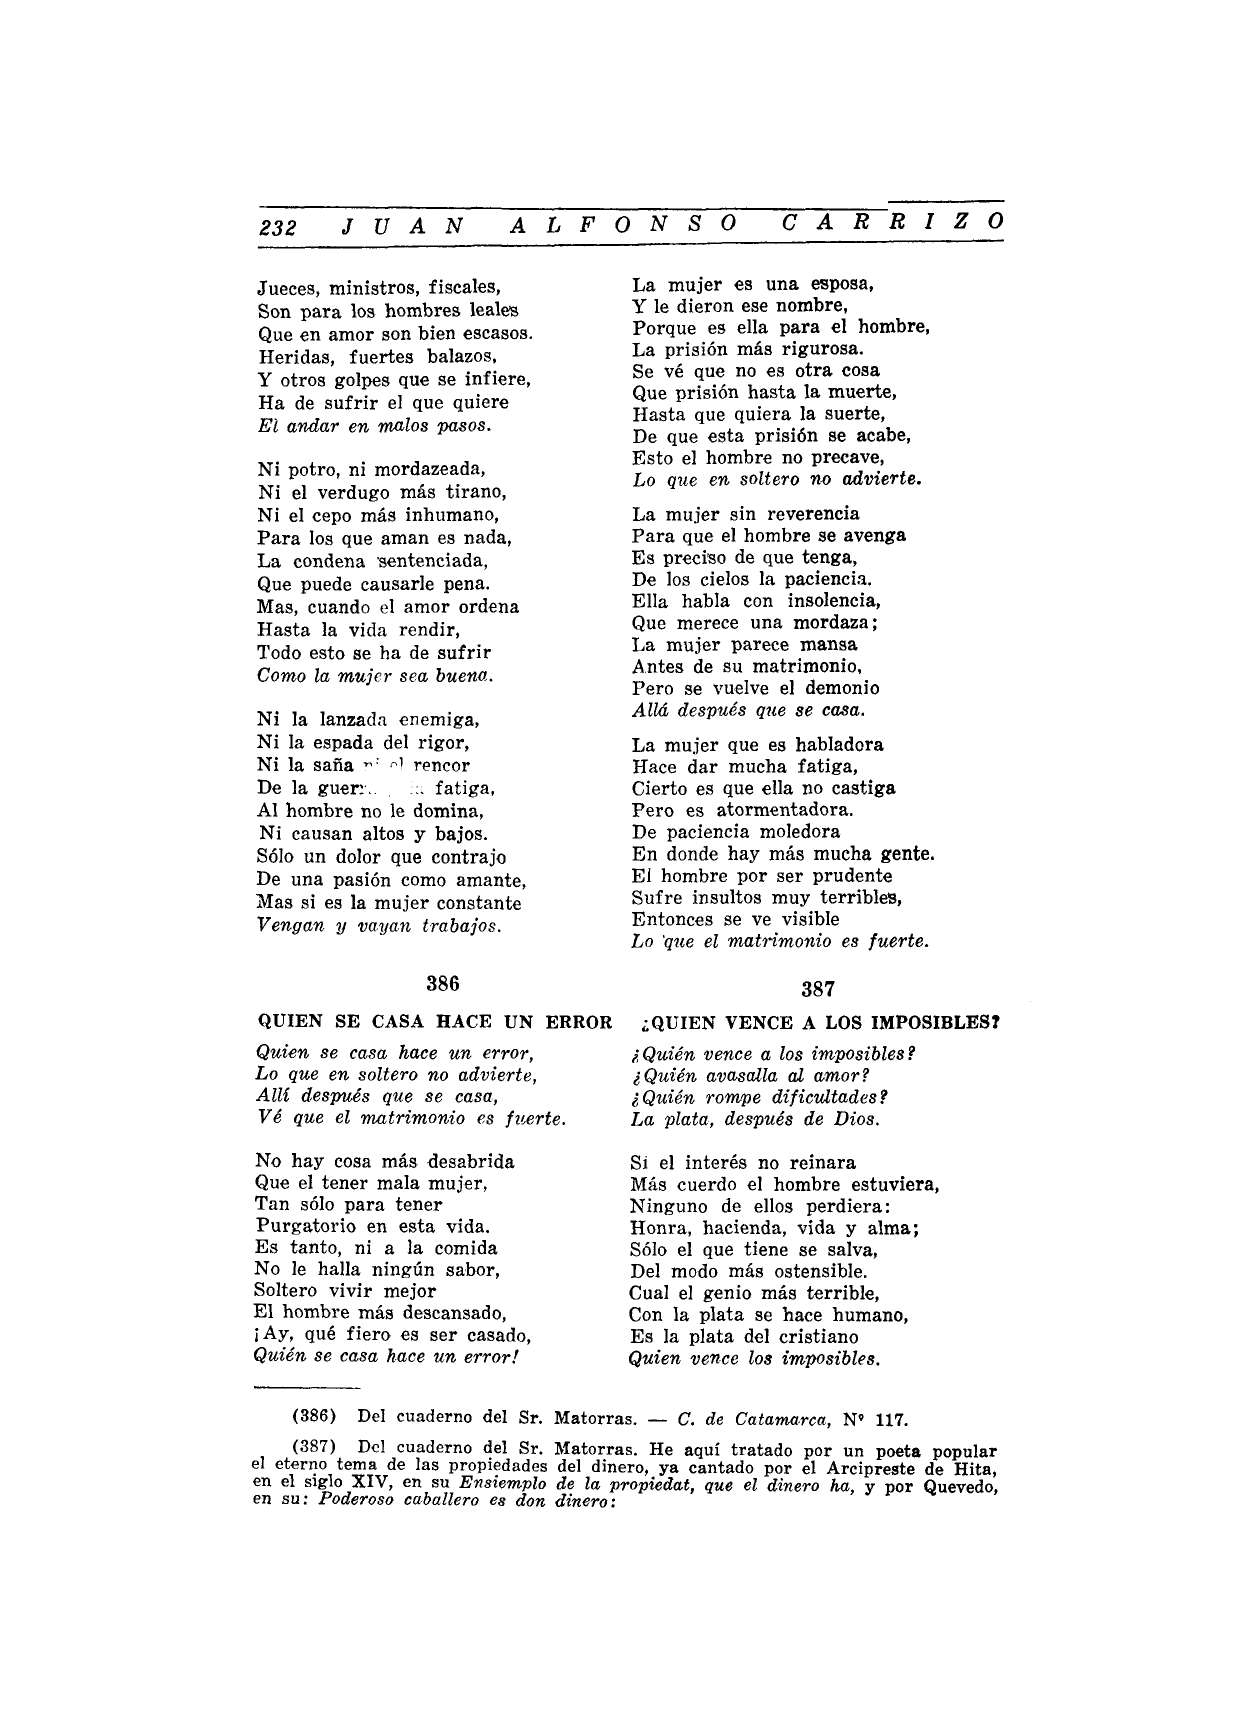 232 JUAN ALFONSO CARRIZO
Jueces, ministros, fiscales,
Son para los hombres leales
Que en amor son bien escasos.
Heridas, fuertes balazos,
Y otros golpes que se infiere,
Ha de sufrir el que quiere
El andar en malos pasos.
Ni potro, ni mordazeada,
Ni el verdugo más tirano,
Ni el cepo más inhumano,
Para los que aman es nada,
La condena sentenciada,
Que puede causarle pena.
Mas, cuando el amor ordena
Hasta la vida rendir,
Todo esto se ha de sufrir
Como la mujer sea buena.
Ni la lanzada enemiga,
Ni la espada del rigor,
Ni la saña ni el rencor
De la guerra fatiga,
Al hombre no le domina,
Ni causan altos y bajos.
Sólo un dolor que contrajo
De una pasión como amante,
Mas si es la mujer constante
Vengan y vayan trabajos.
386
QUIEN SE CASA HACE UN ERROR
Quien se casa hace un error,
Lo que en soltero no advierte,
Allí después que se casa,
Vé que el matrimonio es fuerte.
No hay cosa más desabrida
Que el tener mala mujer,
Tan sólo para tener
Purgatorio en esta vida.
Es tanto, ni a la comida
No le halla ningún sabor,
Soltero vivir mejor
El hombre más descansado,
¡Ay, qué fiero es ser casado,
Quién se casa hace un error!
La mujer es una esposa,
Y le dieron ese nombre,
Porque es ella para el hombre,
La prisión más rigurosa.
Se vé que no es otra cosa
Que prisión hasta la muerte,
Hasta que quiera la suerte,
De que esta prisión se acabe,
Esto el hombre no precave,
Lo que en soltero no advierte.
La mujer sin reverencia
Para que el hombre se avenga
Es preciso de que tenga,
De los cielos la paciencia.
Ella habla con insolencia,
Que merece una mordaza;
La mujer parece mansa
Antes de su matrimonio,
Pero se vuelve el demonio
Allá después que se casa.
La mujer que es habladora
Hace dar mucha fatiga,
Cierto es que ella no castiga
Pero es atormentadora.
De paciencia moledora
En donde hay más mucha gente.
El hombre por ser prudente
Sufre insultos muy terribles,
Entonces se ve visible
Lo que el matrimonio es fuerte.
387
¿QUIEN VENCE A LOS IMPOSIBLES?
¿Quién vence a los imposibles?
¿Quién avasalla al amor?
¿Quién rompe dificultades?
La plata, después de Dios.
Si el interés no reinara
Más cuerdo el hombre estuviera,
Ninguno de ellos perdiera:
Honra, hacienda, vida y alma;
Sólo el que tiene se salva,
Del modo más ostensible.
Cual el genio más terrible,
Con la plata se hace humano,
Es la plata del cristiano
Quien vence los imposibles.
(386) Del cuaderno del Sr. Matorras. — C. de Catamarca, Nº 117.
(387) Del cuaderno del Sr. Matorras. He aquí tratado por un poeta popular
el eterno tema de las propiedades del dinero, ya cantado por el Arcipreste de Hita,
en el siglo XIV, en su Ensiemplo de la propiedat, que el dinero ha, y por Quevedo,
en su: Poderoso caballero es don dinero: